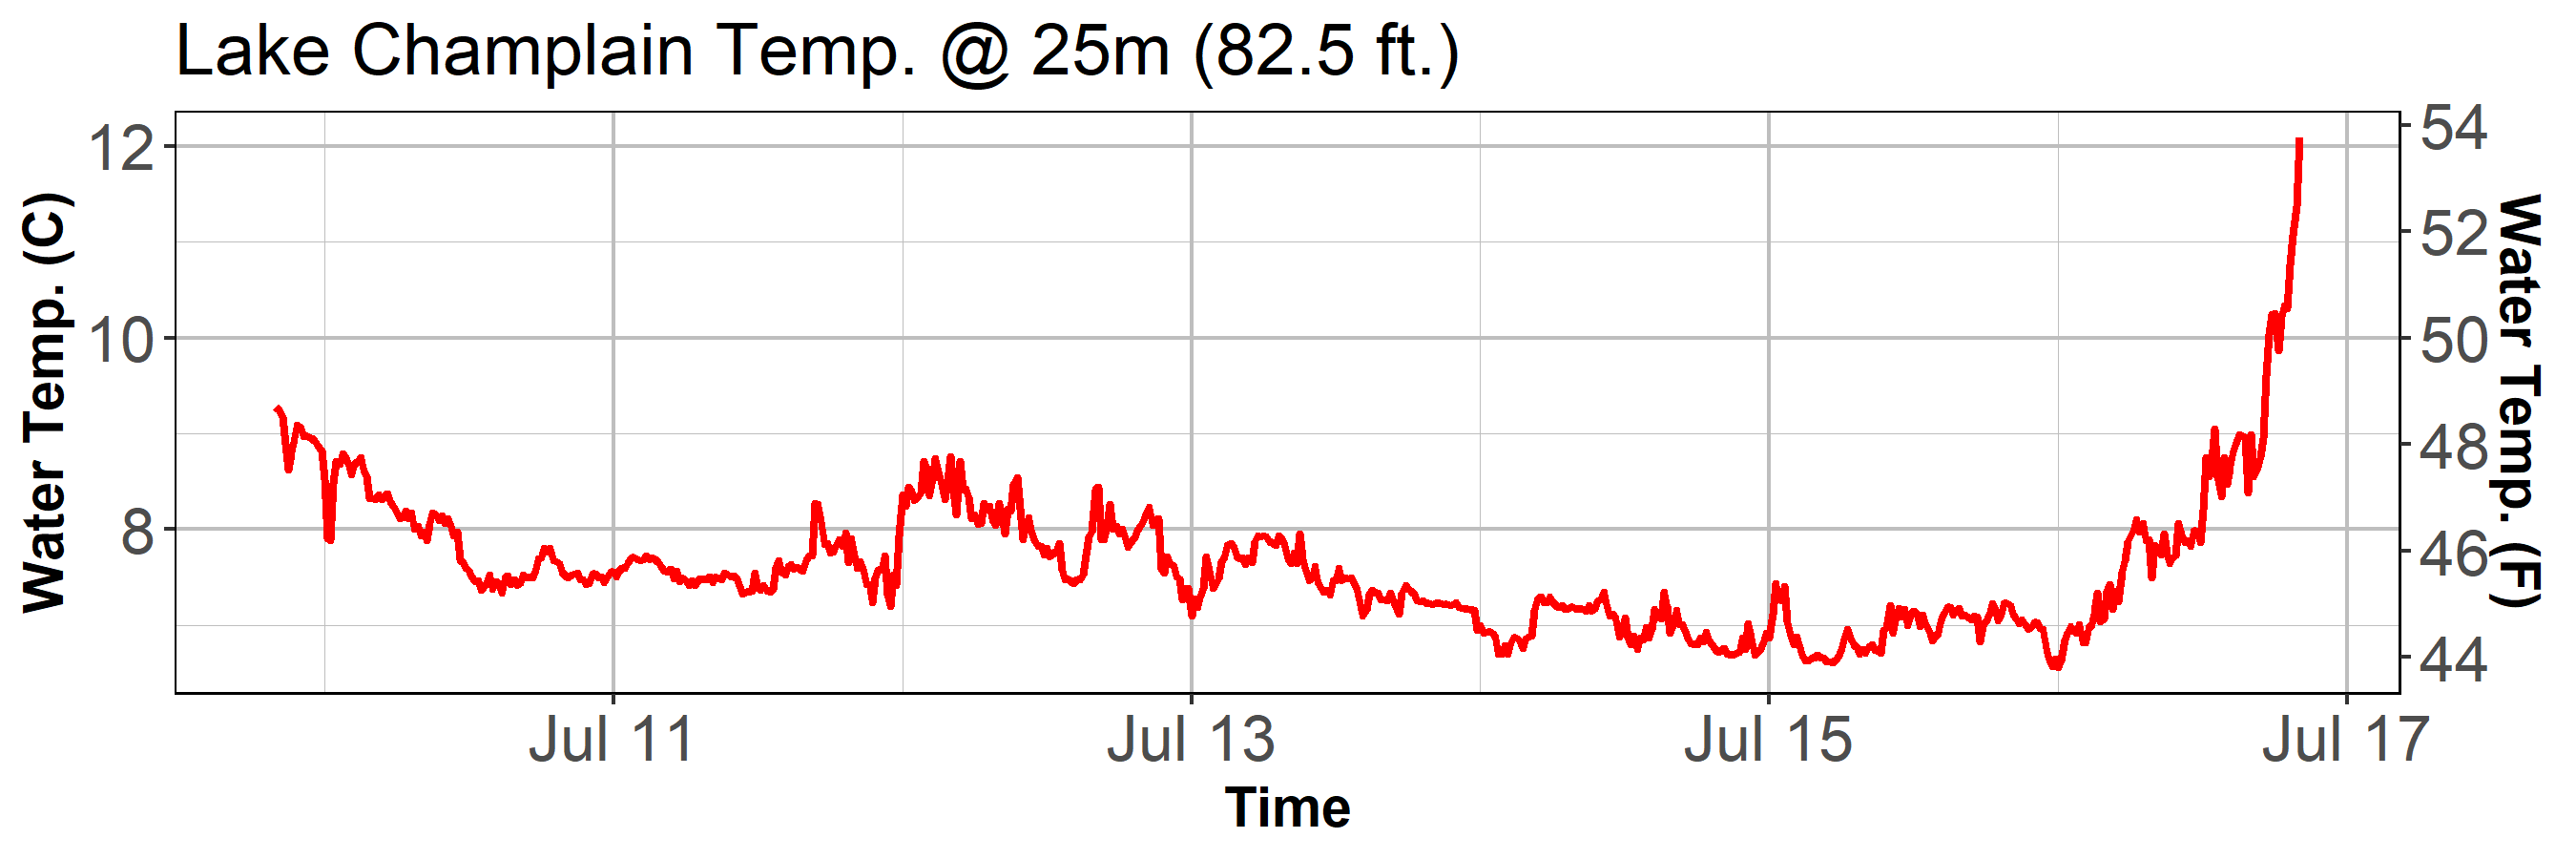 Lake Champlain Temp. @ 25m (82.5 ft.)
Water Temp. (C)
12
10
8
54
52
50
48
46
44
Water Temp. (F)
Jul 11
Jul 13
Jul 15
Jul 17
Time